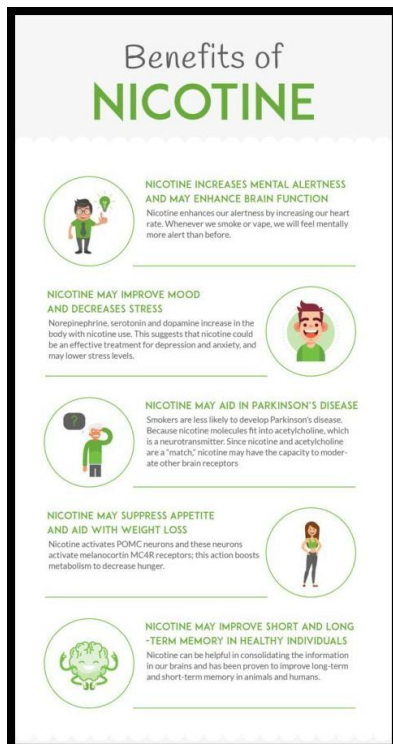 Benefits of
NICOTINE
NICOTINE INCREASES MENTAL ALERTNESS
AND MAY ENHANCE BRAIN FUNCTION
Nicotine enhances our alertness by increasing our heart
rate. Whenever we smoke or vape, we will feel mentally
more alert than before.
NICOTINE MAY IMPROVE MOOD
AND DECREASES STRESS
Norepinephrine, serotonin and dopamine increase in the
body with nicotine use. This suggests that nicotine could
be an effective treatment for depression and anxiety, and
may lower stress levels.
?
NICOTINE MAY AID IN PARKINSON'S DISEASE
Smokers are less likely to develop Parkinson's disease.
Because nicotine molecules fit into acetylcholine, which
is a neurotransmitter. Since nicotine and acetylcholine
are a "match," nicotine may have the capacity to moder-
ate other brain receptors
NICOTINE MAY SUPPRESS APPETITE
AND AID WITH WEIGHT LOSS
Nicotine activates POMC neurons and these neurons
activate melanocortin MC4R receptors; this action boosts
metabolism to decrease hunger.
NICOTINE MAY IMPROVE SHORT AND LONG
-TERM MEMORY IN HEALTHY INDIVIDUALS
Nicotine can be helpful in consolidating the information
in our brains and has been proven to improve long-term
and short-term memory in animals and humans.